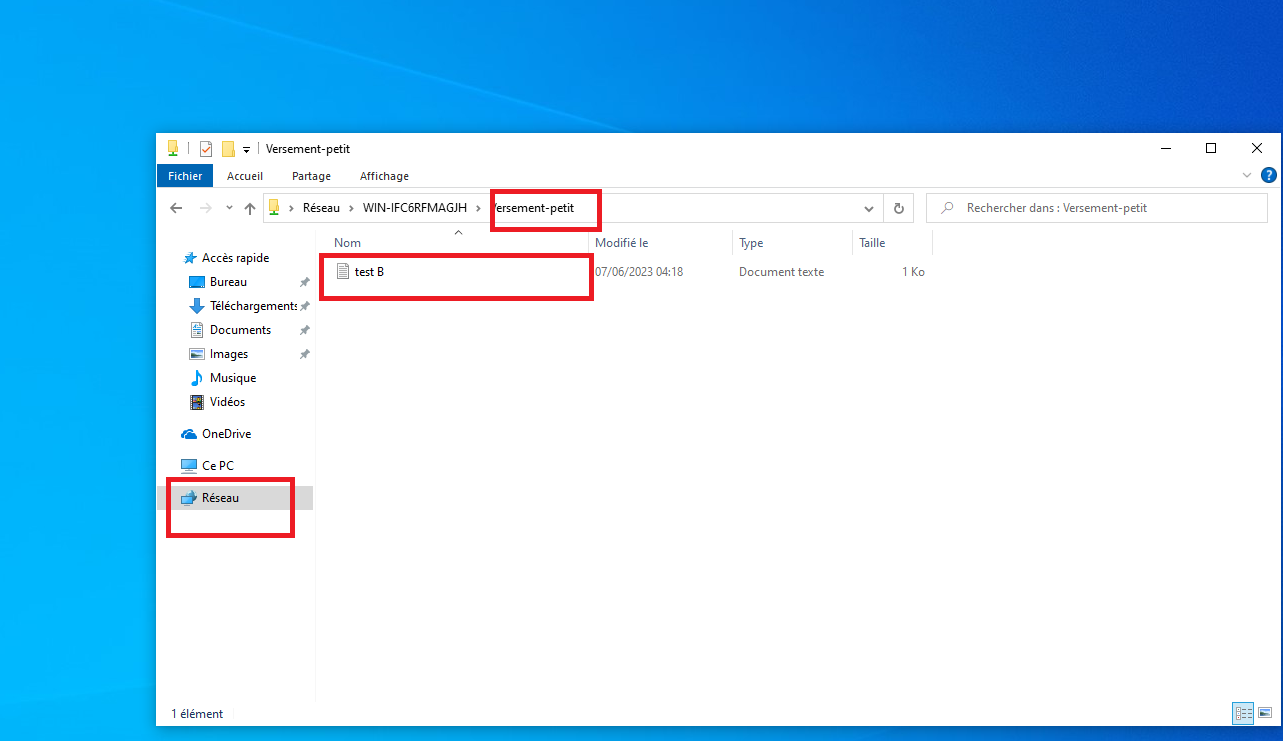 Versement-petit
Fichier Accueil Partage Affichage
Réseau WIN-IFC6RFMAGJH Versement-petit
Rechercher dans : Versement-petit
Nom Modifié le Type Taille
test B 07/06/2023 04:18 Document texte 1 Ko
Accès rapide
Bureau
Téléchargements
Documents
Images
Musique
Vidéos
OneDrive
Ce PC
Réseau
1 élément